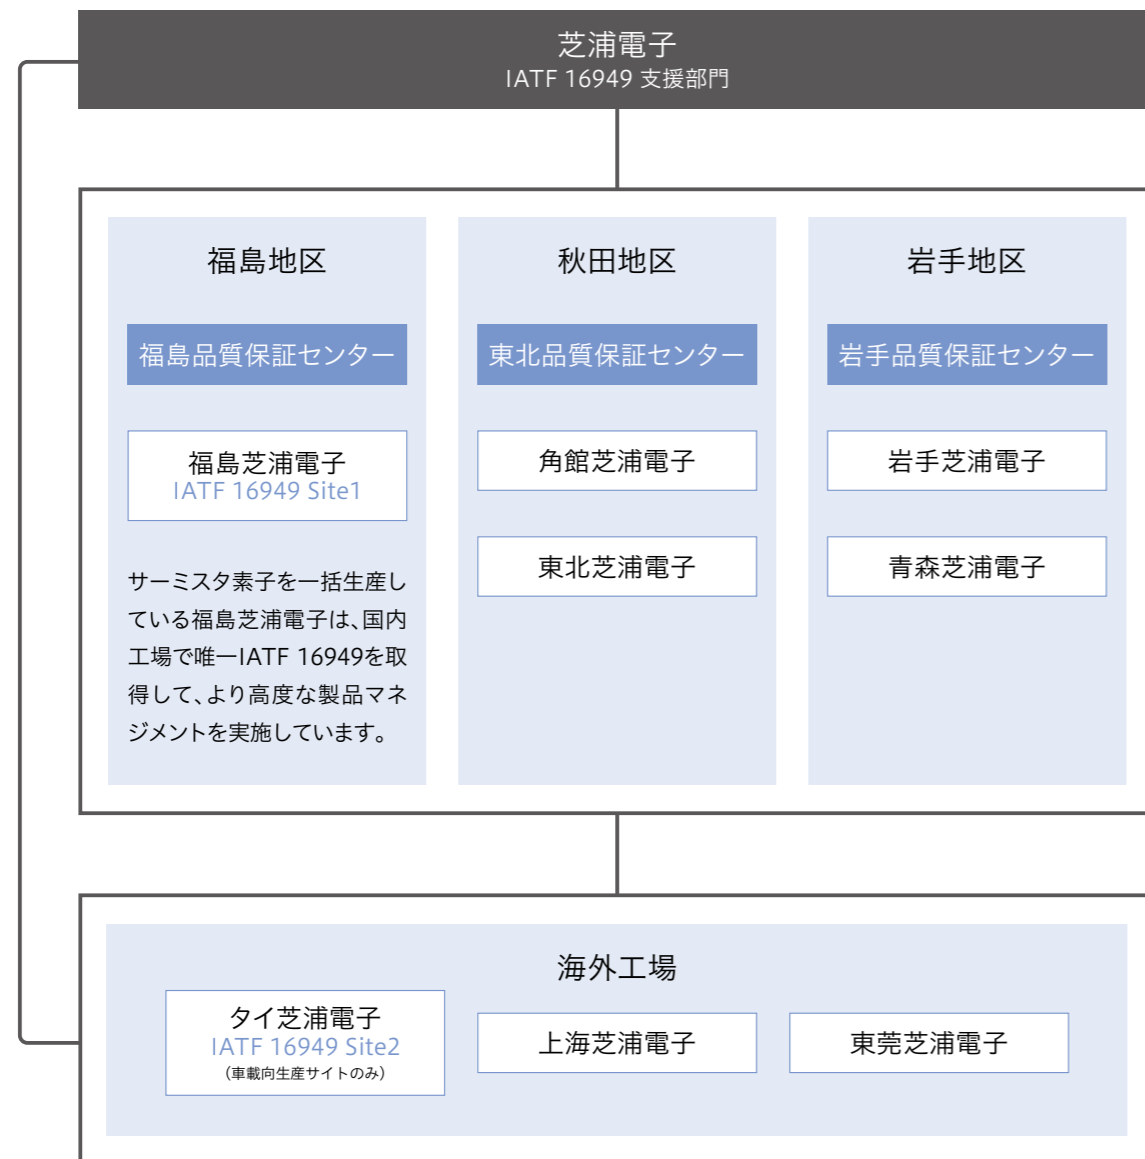 芝浦電子
IATF 16949 支援部門
福島地区
福島品質保証センター
福島芝浦電子
IATF 16949 Site1
サーミスタ素子を一括生産し
ている福島芝浦電子は、国内
工場で唯一IATF 16949を取
得して、より高度な製品マネ
ジメントを実施しています。
秋田地区
東北品質保証センター
角館芝浦電子
東北芝浦電子
岩手地区
岩手品質保証センター
岩手芝浦電子
青森芝浦電子
海外工場
タイ芝浦電子
IATF 16949 Site2
(車載向生産サイトのみ)
上海芝浦電子
東莞芝浦電子